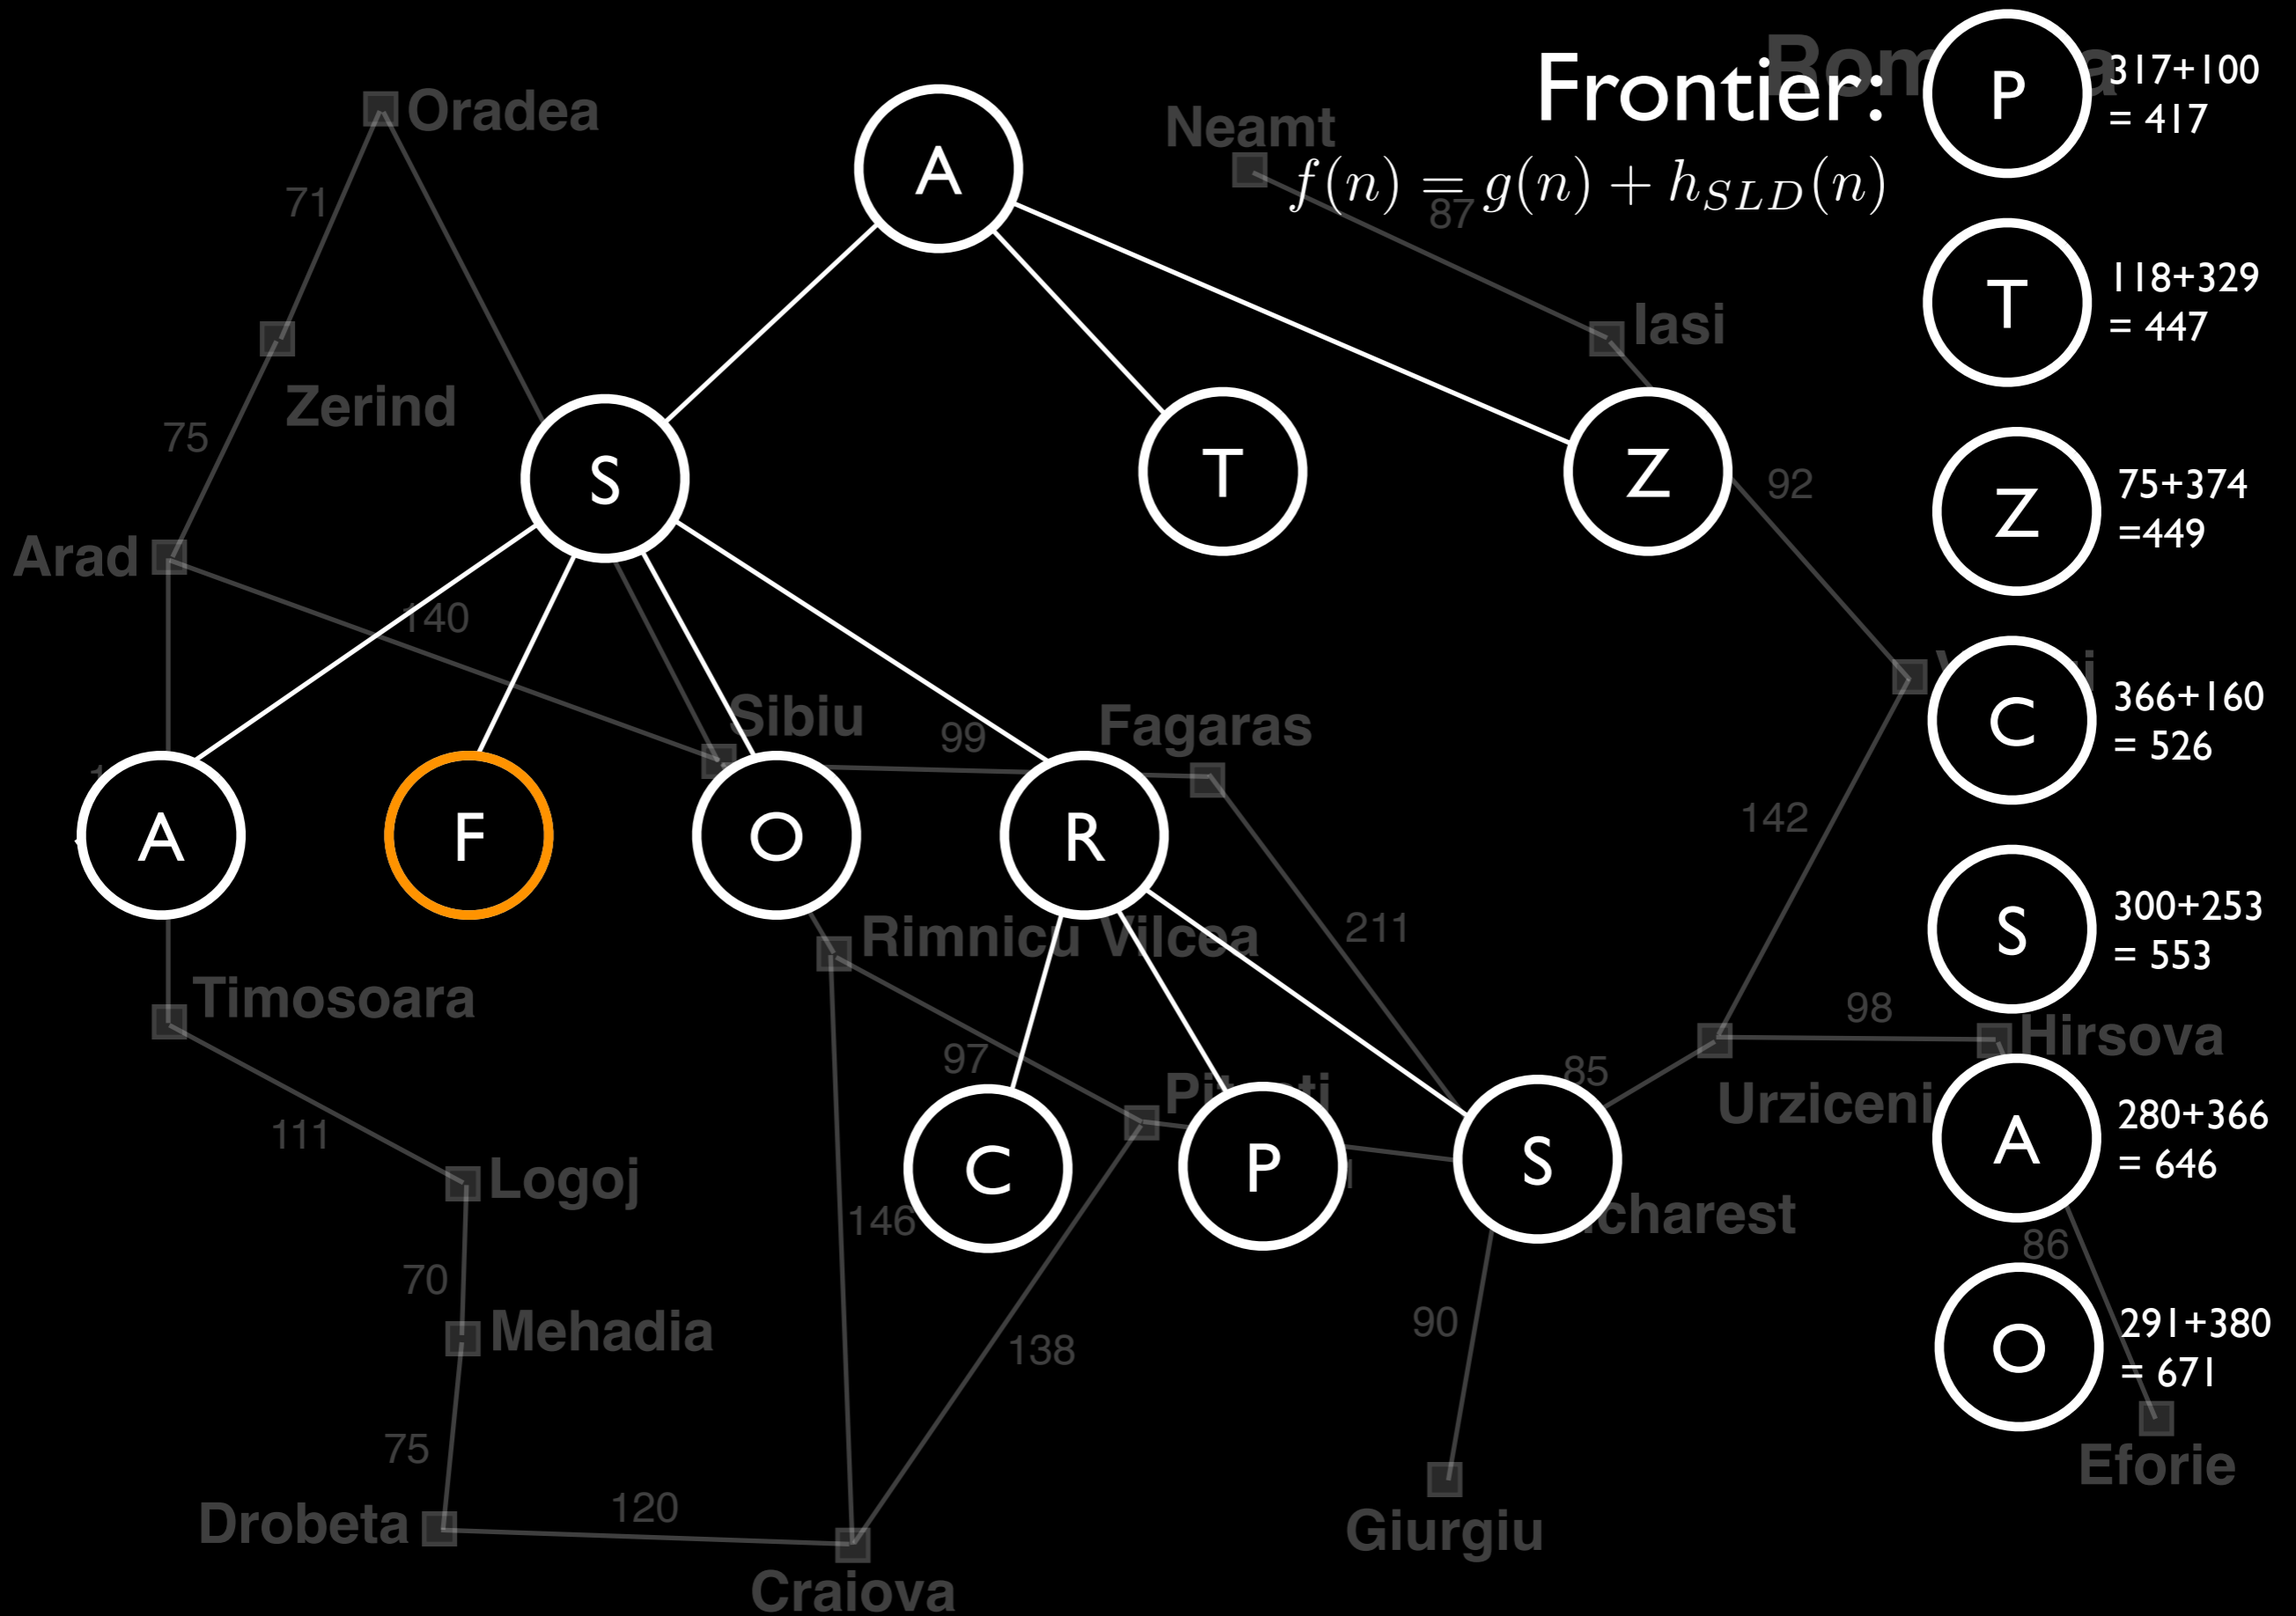 Frontier:
f(n) = g(n) + h_{SLD}(n)
P
317+100
= 417
T
118+329
= 447
Z
75+374
=449
C
366+160
= 526
S
300+253
= 553
A
280+366
= 646
O
291+380
= 671
A
S
T
Z
A
F
O
R
C
P
S
Oradea
Neamt
71
87
Iasi
Zerind
75
92
Arad
140
Sibiu
99
Fagaras
142
Rimnicu Vilcea
211
Timosoara
98
Hirsova
97
85
Urziceni
111
Logoj
146
86
70
Mehadia
138
90
75
Eforie
Drobeta
120
Giurgiu
Craiova